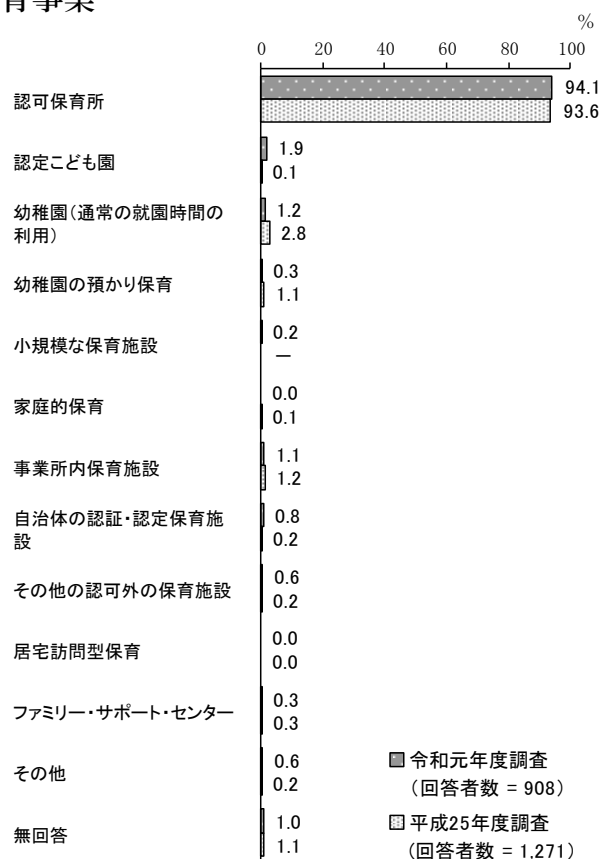 育事業
%
0 20 40 60 80 100
認可保育所
94.1
93.6
認定こども園
1.9
0.1
幼稚園(通常の就園時間の
利用)
1.2
2.8
幼稚園の預かり保育
0.3
1.1
小規模な保育施設
0.2
－
家庭的保育
0.0
0.1
事業所内保育施設
1.1
1.2
自治体の認証・認定保育施
設
0.8
0.2
その他の認可外の保育施設
0.6
0.2
居宅訪問型保育
0.0
0.0
ファミリー・サポート・センター
0.3
0.3
その他
0.6
0.2
無回答
1.0
1.1
令和元年度調査
(回答者数 = 908)
平成25年度調査
(回答者数 = 1,271)